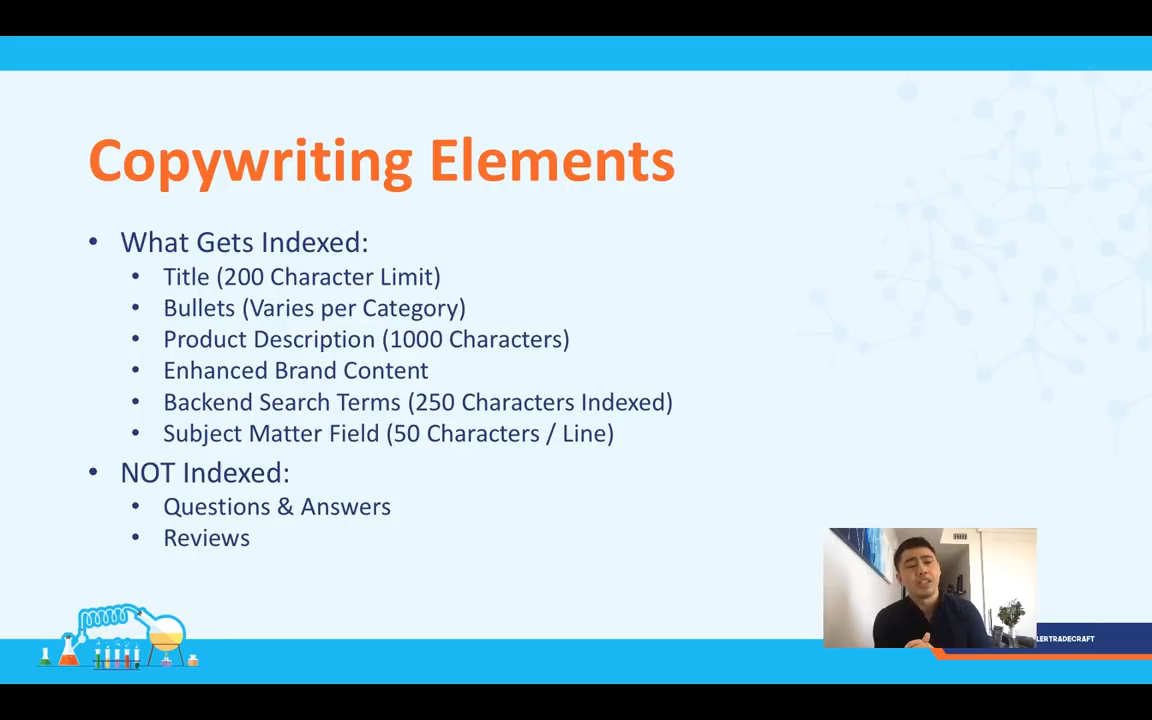 Copywriting Elements
• What Gets Indexed:
• Title (200 Character Limit)
• Bullets (Varies per Category)
• Product Description (1000 Characters)
• Enhanced Brand Content
• Backend Search Terms (250 Characters Indexed)
• Subject Matter Field (50 Characters / Line)
• NOT Indexed:
• Questions & Answers
• Reviews
LERTRADECRAFT